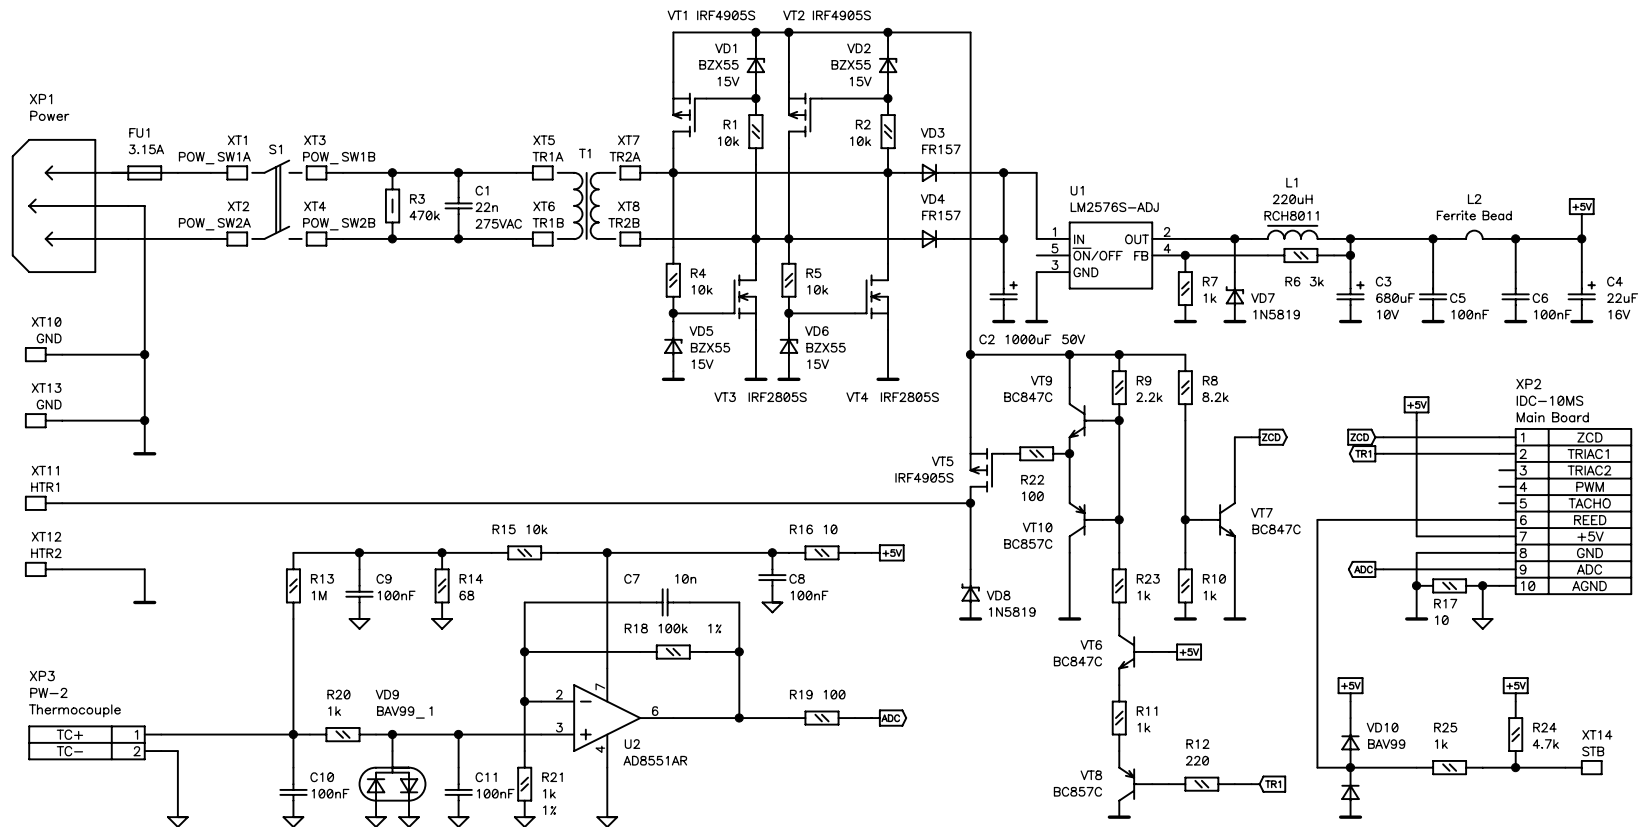 VT1 IRF4905S
VT2 IRF4905S
VD1
BZX55
15V
VD2
BZX55
15V
XP1
Power
FU1
3.15A
XT1
POW_SW1A
S1
XT3
POW_SW1B
XT5
TR1A
T1
XT7
TR2A
R1
10k
R2
10k
VD3
FR157
XT2
POW_SW2A
XT4
POW_SW2B
R3
470k
C1
22n
275VAC
XT6
TR1B
XT8
TR2B
VD4
FR157
U1
LM2576S-ADJ
1 IN
5 ON/OFF
3 GND
OUT 2
FB 4
L1
220uH
RCH8011
L2
Ferrite Bead
+5V
R4
10k
R5
10k
R7
1k
VD7
1N5819
R6 3k
+
C3
680uF
10V
C5
100nF
C6
100nF
+
C4
22uF
16V
+
C2 1000uF 50V
VD5
BZX55
15V
VD6
BZX55
15V
VT3 IRF2805S
VT4 IRF2805S
XT10
GND
XT13
GND
XT11
HTR1
XT12
HTR2
VT9
BC847C
R9
2.2k
R8
8.2k
ZCD
VT5
IRF4905S
R22
100
VT10
BC857C
VT7
BC847C
R23
1k
R10
1k
VD8
1N5819
XP2
IDC-10MS
Main Board
+5V
ZCD
TR1
ADC
1 ZCD
2 TRIAC1
3 TRIAC2
4 PWM
5 TACHO
6 REED
7 +5V
8 GND
9 ADC
10 AGND
R17
10
R15 10k
R16 10
+5V
R13
1M
C9
100nF
R14
68
C7 10n
C8
100nF
R18 100k 1%
XP3
PW-2
Thermocouple
TC+ 1
TC- 2
R20
1k
VD9
BAV99_1
2
3
7
4
6
−
+
U2
AD8551AR
R19 100
ADC
C10
100nF
C11
100nF
R21
1k
1%
VT6
BC847C
+5V
R11
1k
VT8
BC857C
R12
220
TR1
+5V
+5V
VD10
BAV99
R25
1k
R24
4.7k
XT14
STB